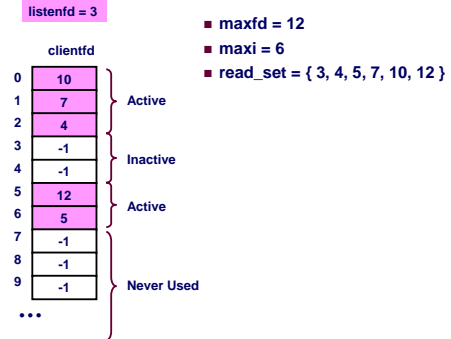 listenfd = 3
maxfd = 12
maxi = 6
read_set = { 3, 4, 5, 7, 10, 12 }
clientfd
0 10
1 7
2 4
Active
3 -1
4 -1
Inactive
5 12
6 5
Active
7 -1
8 -1
9 -1
Never Used
•••